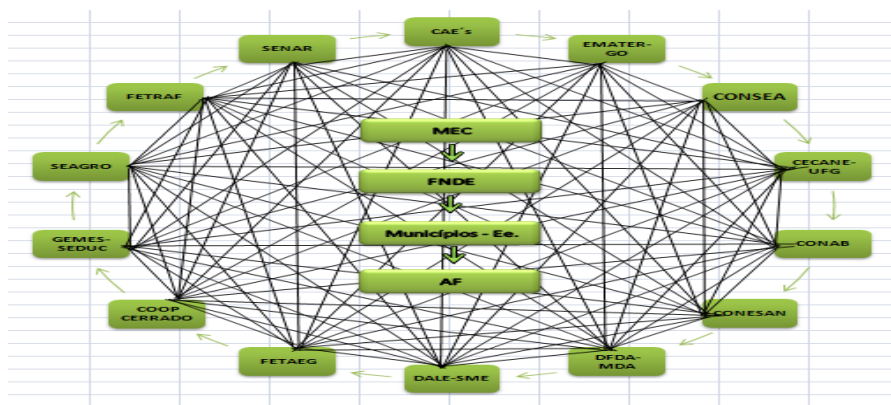 CAE´s
EMATER-
GO
CONSEA
CECANE-
UFG
CONAB
CONESAN
DFDA-
MDA
DALE-SME
FETAEG
COOP
CERRADO
GEMES-
SEDUC
SEAGRO
FETRAF
SENAR
MEC
FNDE
Municípios - Ee.
AF